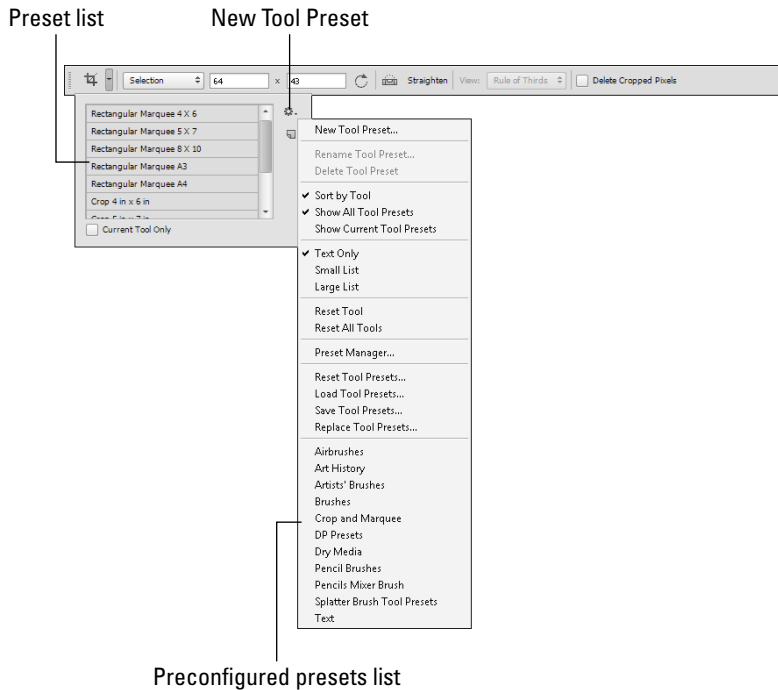 Preset list
New Tool Preset
Selection 64 x 43 Straighten View: Rule of Thirds Delete Cropped Pixels
Rectangular Marquee 4 X 6
Rectangular Marquee 5 X 7
Rectangular Marquee 8 X 10
Rectangular Marquee A3
Rectangular Marquee A4
Crop 4 in x 6 in
Crop 5 in x 7 in
Current Tool Only
New Tool Preset...
Rename Tool Preset...
Delete Tool Preset
Sort by Tool
Show All Tool Presets
Show Current Tool Presets
Text Only
Small List
Large List
Reset Tool
Reset All Tools
Preset Manager...
Reset Tool Presets...
Load Tool Presets...
Save Tool Presets...
Replace Tool Presets...
Airbrushes
Art History
Artists' Brushes
Brushes
Crop and Marquee
DP Presets
Dry Media
Pencil Brushes
Pencils Mixer Brush
Splatter Brush Tool Presets
Text
Preconfigured presets list